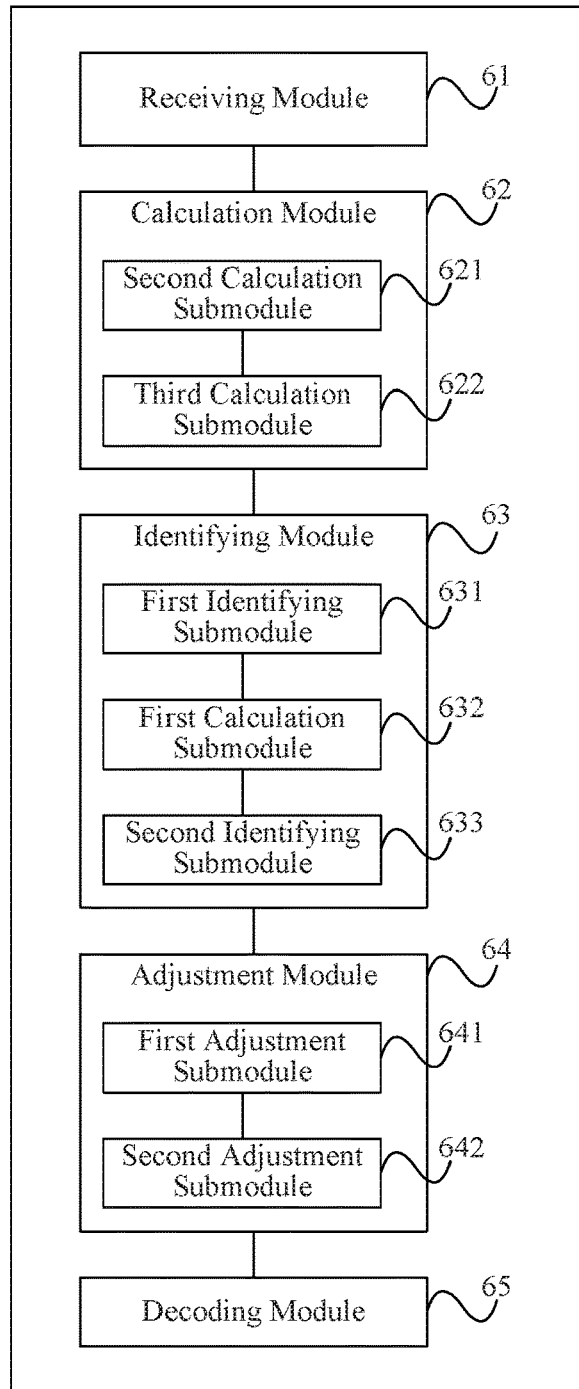 Receiving Module
61
Calculation Module
62
Second Calculation
Submodule
621
Third Calculation
Submodule
622
Identifying Module
63
First Identifying
Submodule
631
First Calculation
Submodule
632
Second Identifying
Submodule
633
Adjustment Module
64
First Adjustment
Submodule
641
Second Adjustment
Submodule
642
Decoding Module
65